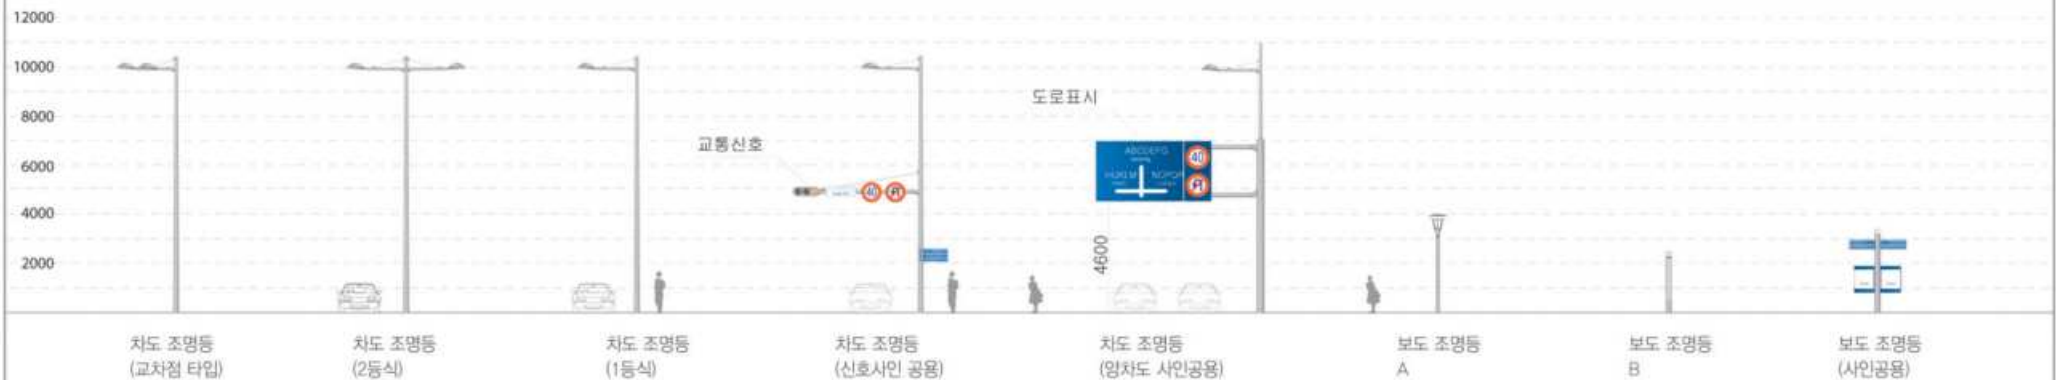 12000
10000
8000
6000
4000
2000
교통신호
40
도로표시
ABCDEFG
HIJKLM NOPQR
40
4600
차도 조명등
(교차점 타입)
차도 조명등
(2등식)
차도 조명등
(1등식)
차도 조명등
(신호사인 공용)
차도 조명등
(양차도 사인공용)
보도 조명등
A
보도 조명등
B
보도 조명등
(사인공용)